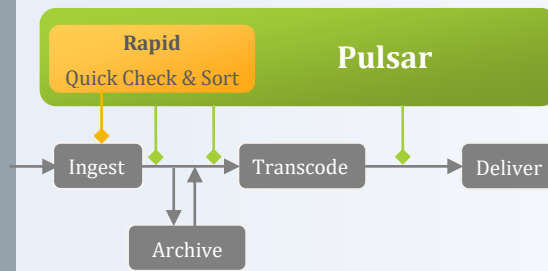 Rapid
Quick Check & Sort
Pulsar
Ingest
Transcode
Deliver
Archive